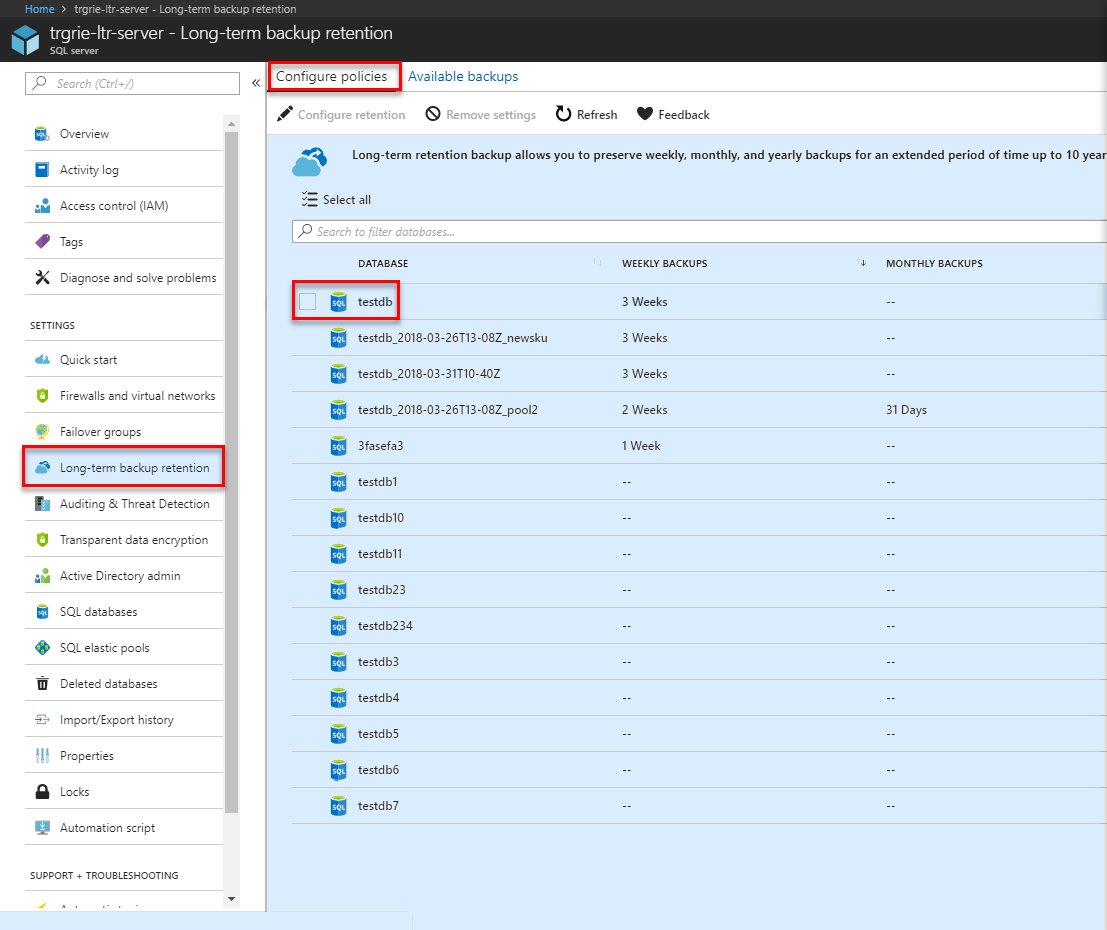 Home > trgrie-ltr-server - Long-term backup retention
trgrie-ltr-server - Long-term backup retention
SQL server
Search (Ctrl+/)
«
Overview
Activity log
Access control (IAM)
Tags
Diagnose and solve problems
SETTINGS
Quick start
Firewalls and virtual networks
Failover groups
Long-term backup retention
Auditing & Threat Detection
Transparent data encryption
Active Directory admin
SQL databases
SQL elastic pools
Deleted databases
Import/Export history
Properties
Locks
Automation script
SUPPORT + TROUBLESHOOTING
Configure policies Available backups
Configure retention Remove settings Refresh Feedback
Long-term retention backup allows you to preserve weekly, monthly, and yearly backups for an extended period of time up to 10 year
Select all
Search to filter databases...
DATABASE ↑↓ WEEKLY BACKUPS ↑↓ MONTHLY BACKUPS
testdb 3 Weeks --
testdb_2018-03-26T13-08Z_newsku 3 Weeks --
testdb_2018-03-31T10-40Z 3 Weeks --
testdb_2018-03-26T13-08Z_pool2 2 Weeks 31 Days
3fasefa3 1 Week --
testdb1 -- --
testdb10 -- --
testdb11 -- --
testdb23 -- --
testdb234 -- --
testdb3 -- --
testdb4 -- --
testdb5 -- --
testdb6 -- --
testdb7 -- --